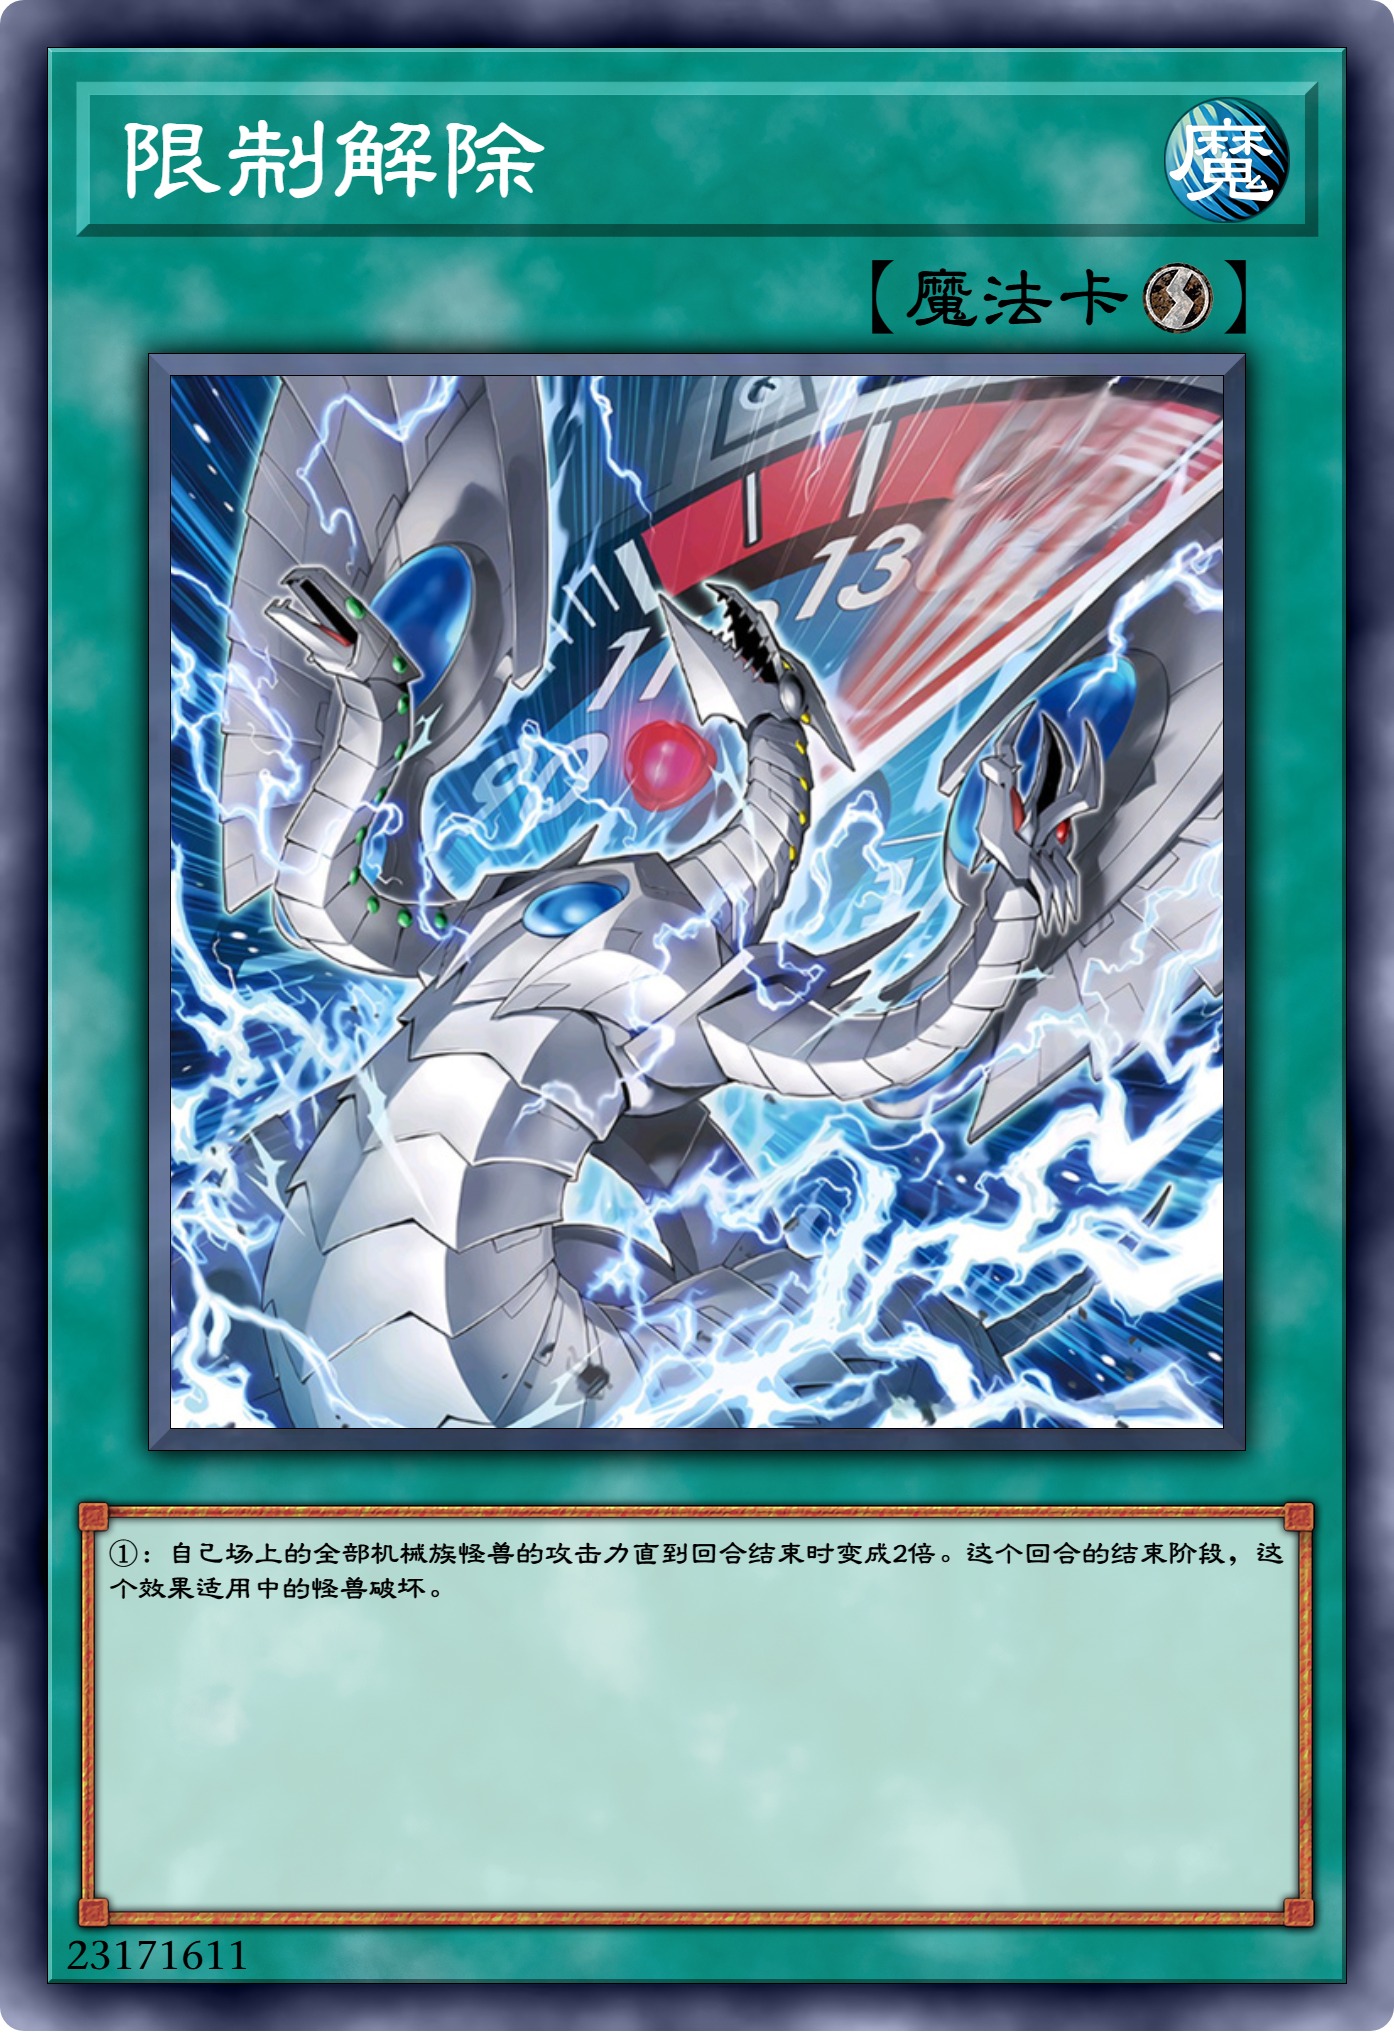 限制解除 魔
【魔法卡】
13
①：自己场上的全部机械族怪兽的攻击力直到回合结束时变成2倍。这个回合的结束阶段，这
个效果适用中的怪兽破坏。
23171611